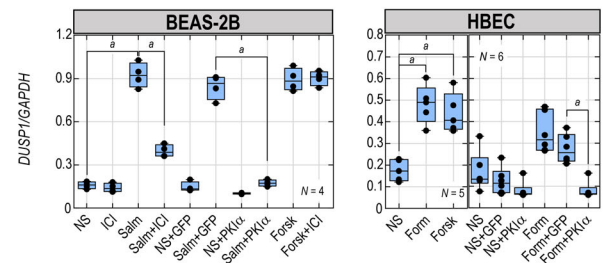 BEAS-2B
HBEC
DUSP1/GAPDH
1.2
0.9
0.6
0.3
0
a
a
a
N = 4
NS
ICI
Salm
Salm+ICI
NS+GFP
Salm+GFP
NS+PKIα
Salm+PKIα
Forsk
Forsk+ICI
0.8
0.7
0.6
0.5
0.4
0.3
0.2
0.1
0
a
a
N = 5
N = 6
a
NS
Form
Forsk
NS
NS+GFP
NS+PKIα
Form
Form+GFP
Form+PKIα